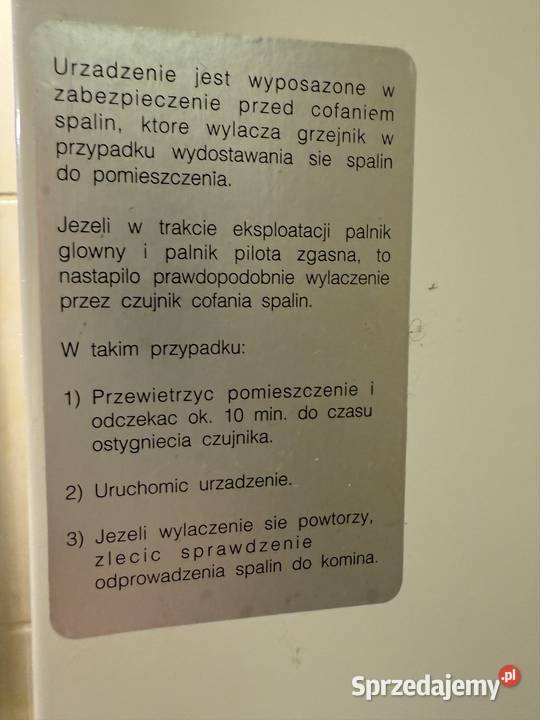 Urzadzenie jest wyposazone w
zabezpieczenie przed cofaniem
spalin, ktore wylacza grzejnik w
przypadku wydostawania sie spalin
do pomieszczenia.
Jezeli w trakcie eksploatacji palnik
glowny i palnik pilota zgasna, to
nastapilo prawdopodobnie wylaczenie
przez czujnik cofania spalin.
W takim przypadku:
1) Przewietrzyc pomieszczenie i
odczekac ok. 10 min. do czasu
ostygniecia czujnika.
2) Uruchomic urzadzenie.
3) Jezeli wylaczenie sie powtorzy,
zlecic sprawdzenie
odprowadzenia spalin do komina.
Sprzedajemy.pl